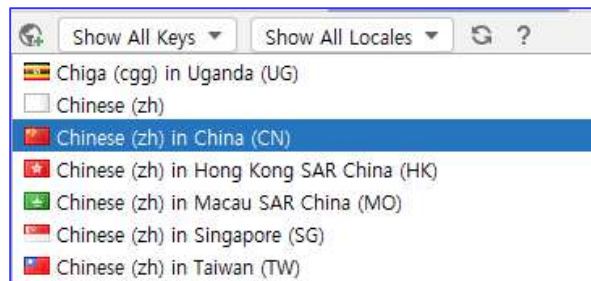 Show All Keys Show All Locales ?
Chiga (cgg) in Uganda (UG)
Chinese (zh)
Chinese (zh) in China (CN)
Chinese (zh) in Hong Kong SAR China (HK)
Chinese (zh) in Macau SAR China (MO)
Chinese (zh) in Singapore (SG)
Chinese (zh) in Taiwan (TW)